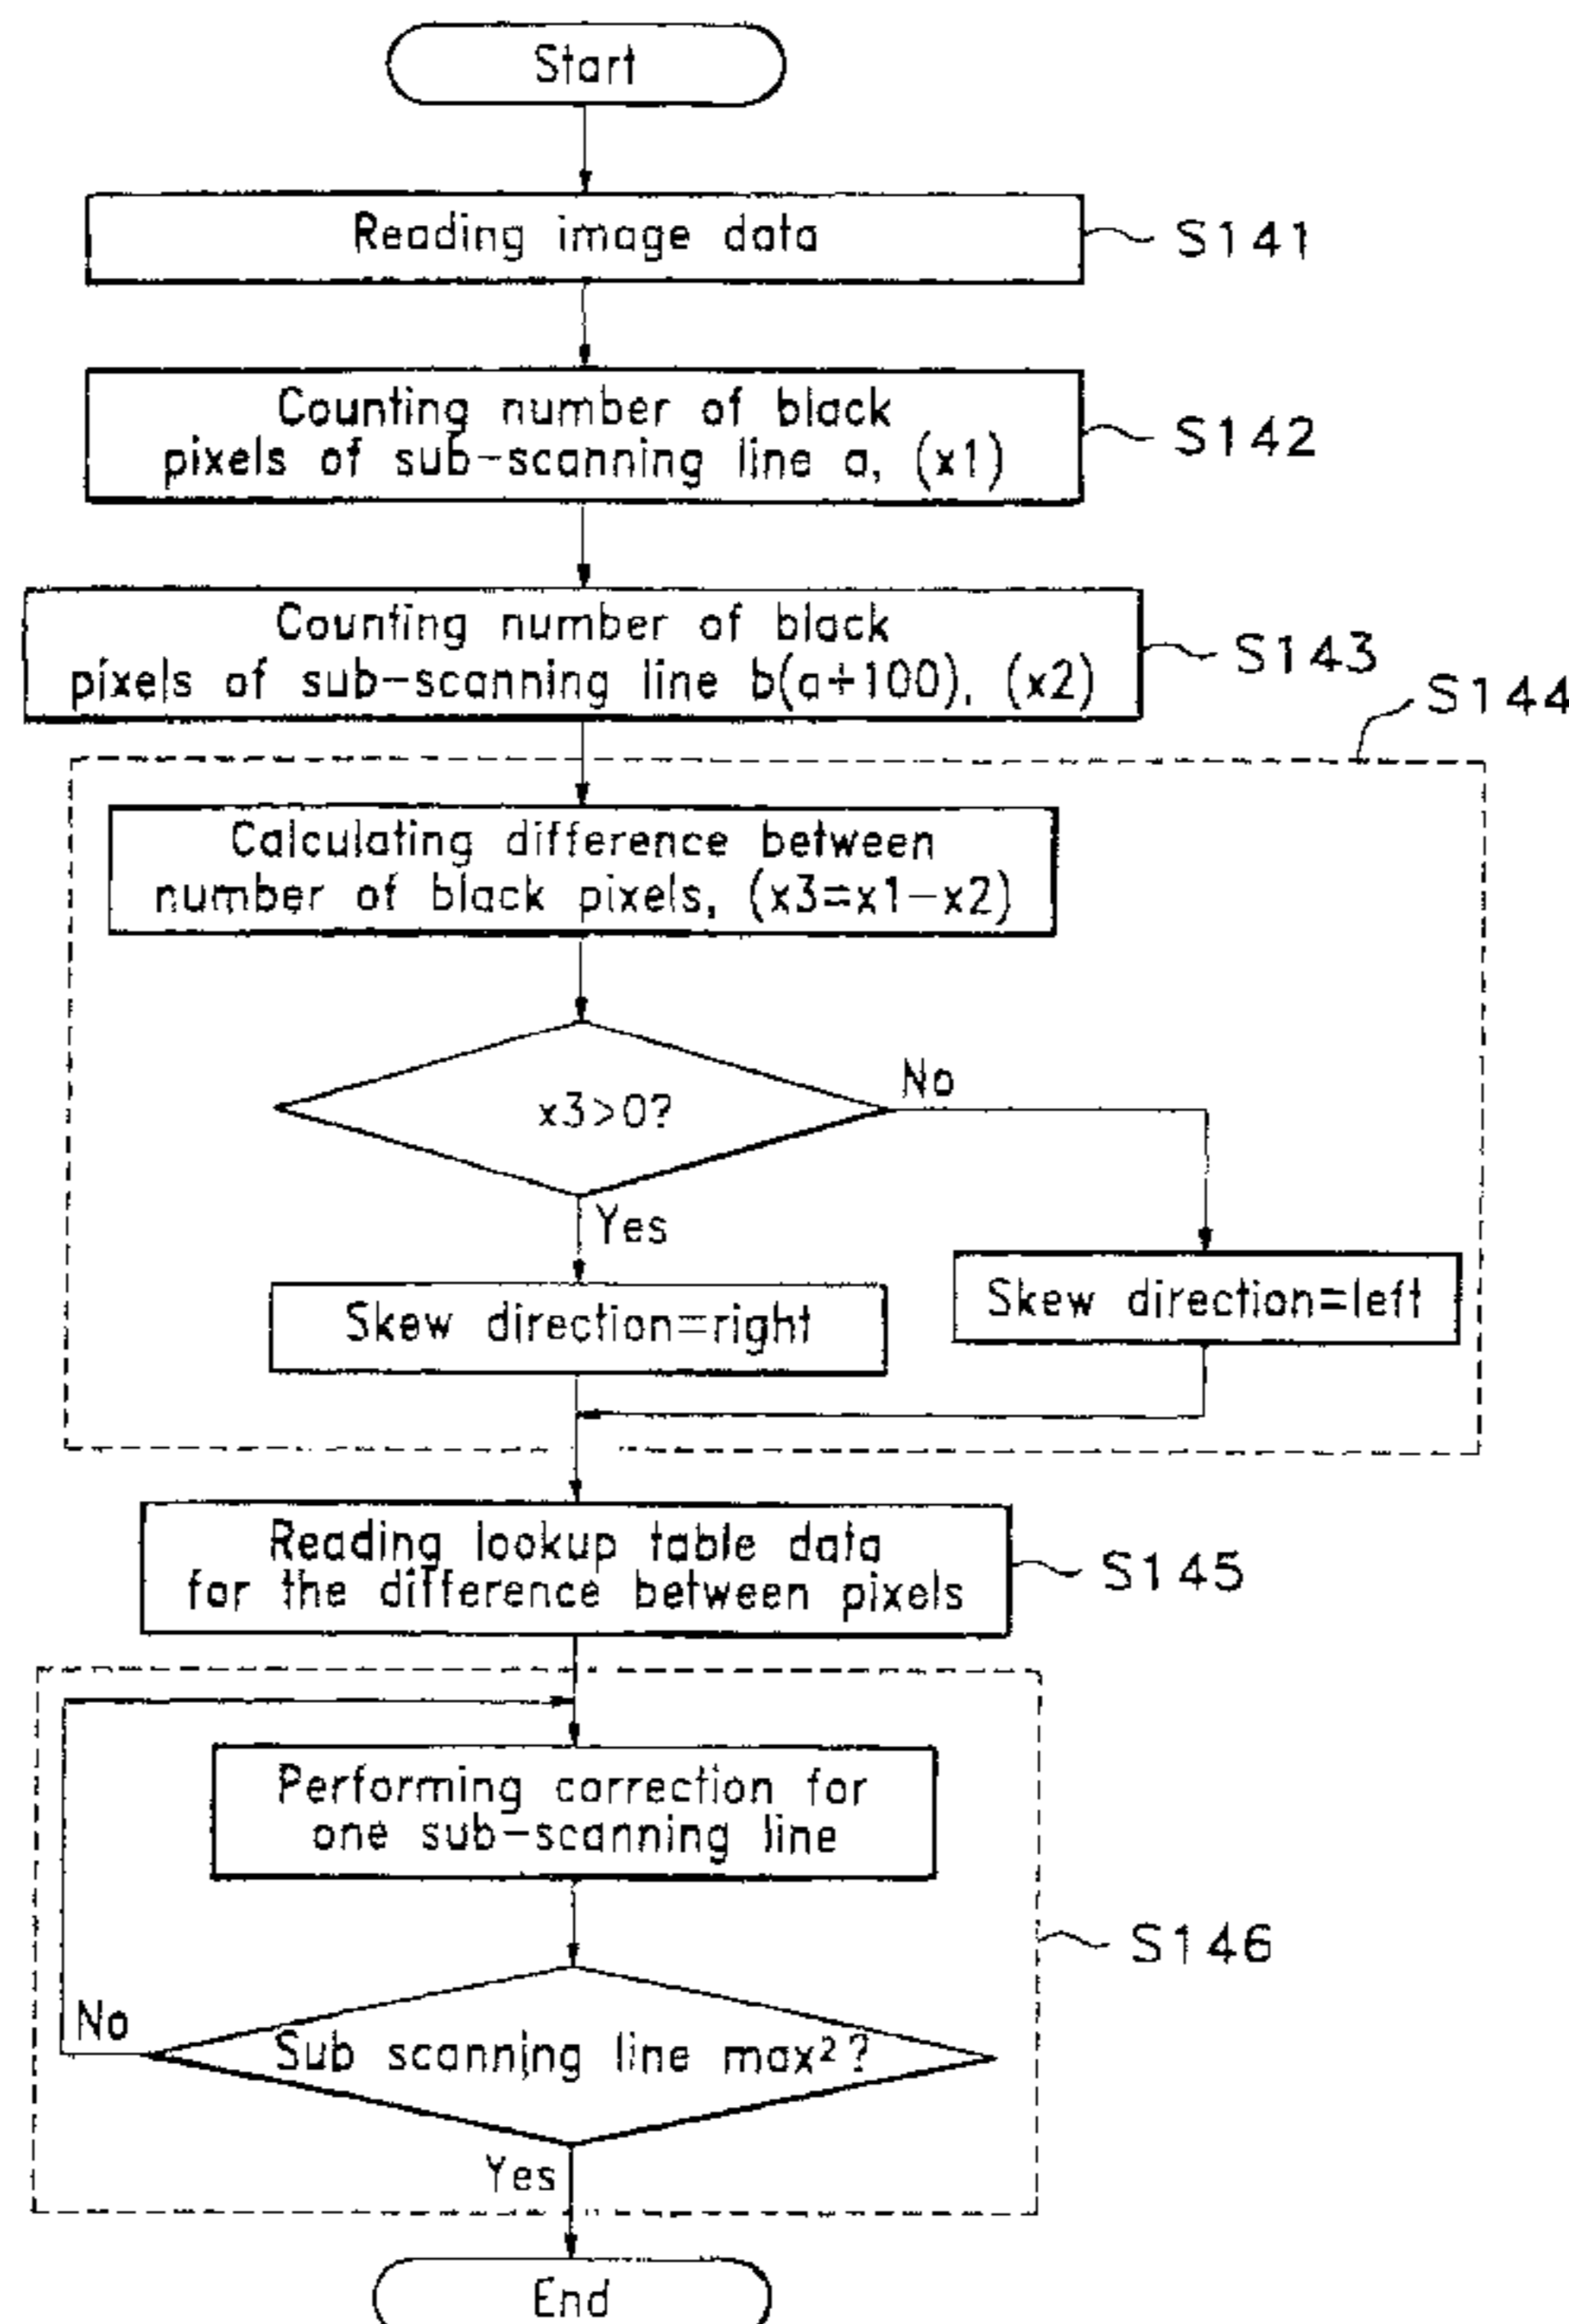 Start
Reading image data
S141
Counting number of black
pixels of sub-scanning line a, (x1)
S142
Counting number of black
pixels of sub-scanning line b(a+100), (x2)
S143
S144
Calculating difference between
number of black pixels, (x3=x1-x2)
x3>0?
No
Yes
Skew direction=right
Skew direction=left
Reading lookup table data
for the difference between pixels
S145
Performing correction for
one sub-scanning line
S146
No
Sub scanning line max²?
Yes
End